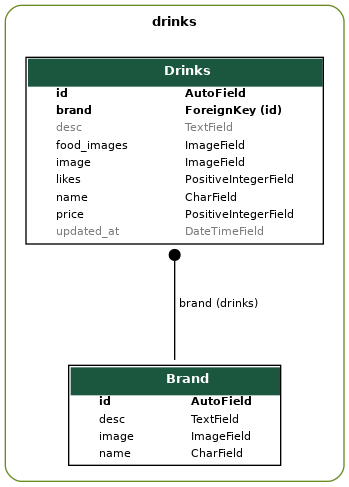 drinks
Drinks
id AutoField
brand ForeignKey (id)
desc TextField
food_images ImageField
image ImageField
likes PositiveIntegerField
name CharField
price PositiveIntegerField
updated_at DateTimeField
brand (drinks)
Brand
id AutoField
desc TextField
image ImageField
name CharField